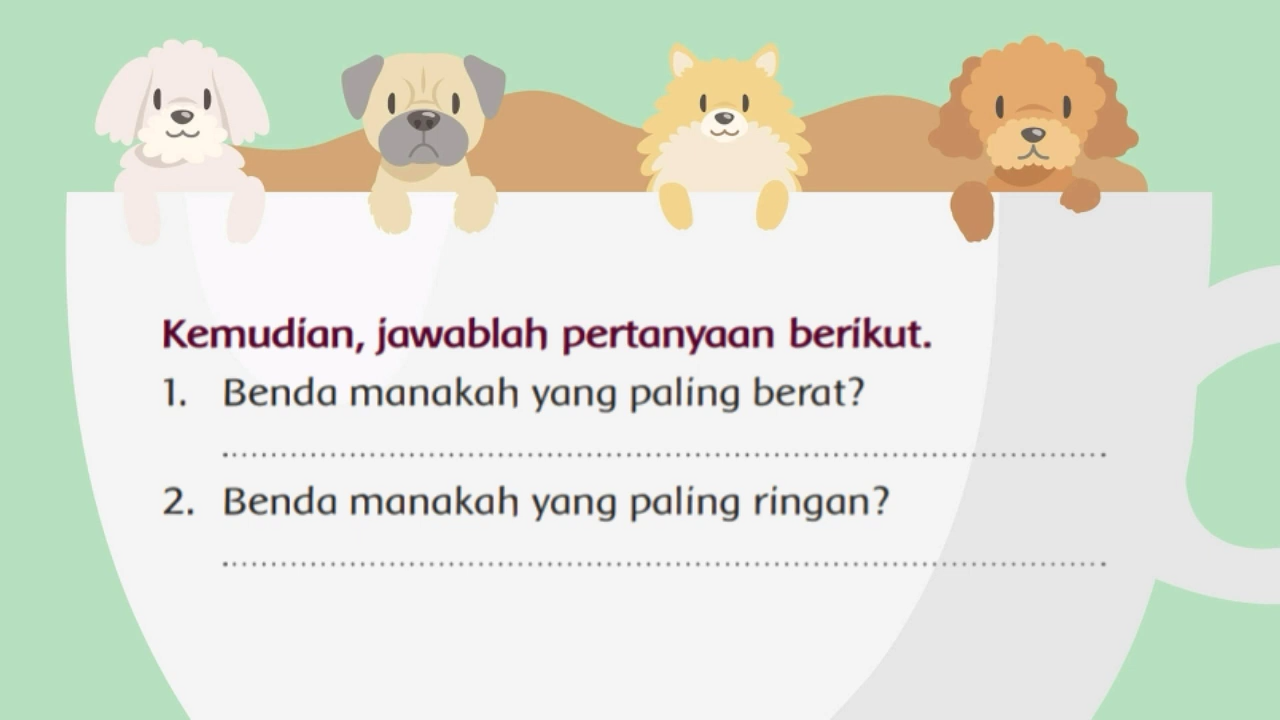 Kemudian, jawablah pertanyaan berikut.
1. Benda manakah yang paling berat?
2. Benda manakah yang paling ringan?